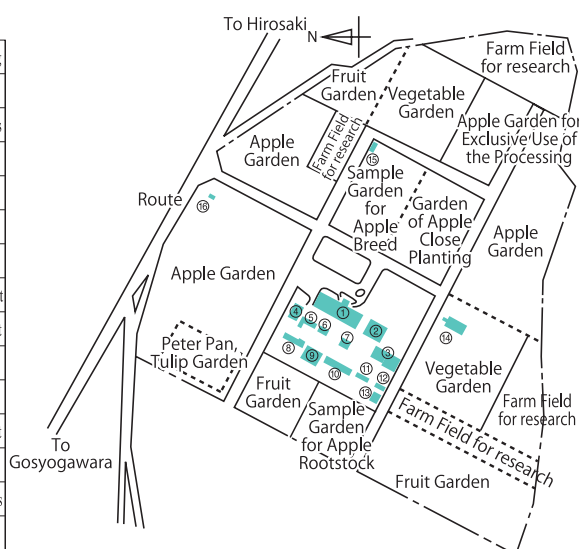 To Hirosaki
N
Farm Field
for research
Fruit
Garden
Vegetable
Garden
Apple Garden for
Exclusive Use of
the Processing
Farm Field
for research
Apple
Garden
⑮
Sample
Garden
for
Apple
Breed
Garden
of Apple
Close
Planting
Route
⑯
Apple
Garden
Apple Garden
①
②
③
④
⑤
⑥
⑦
⑧
⑨
⑩
⑪
⑫
⑬
⑭
Peter Pan,
Tulip Garden
Vegetable
Garden
Fruit
Garden
Sample
Garden
for Apple
Rootstock
Farm Field for research
Farm Field
for research
To
Gosyogawara
Fruit Garden